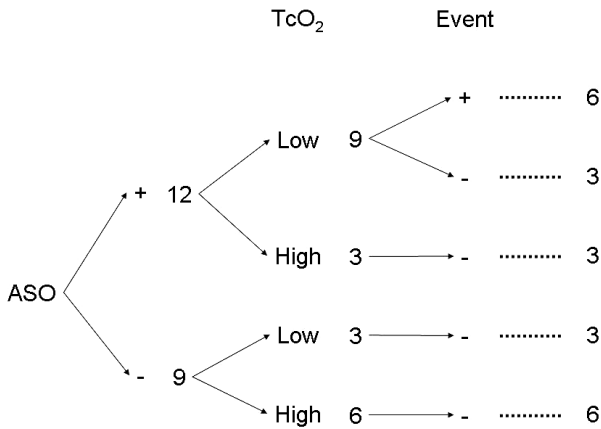 TcO₂ Event
+ ........... 6
Low 9
- ........... 3
+ 12
High 3 - ........... 3
ASO
Low 3 - ........... 3
- 9
High 6 - ........... 6